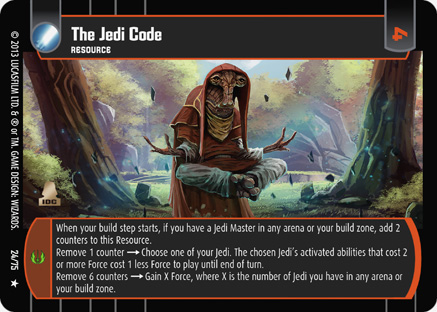 The Jedi Code
RESOURCE
4
© 2013 LUCASFILM LTD. & ® or TM. GAME DESIGN: WIZARDS.
IDC
When your build step starts, if you have a Jedi Master in any arena or your build zone, add 2
counters to this Resource.
Remove 1 counter → Choose one of your Jedi. The chosen Jedi's activated abilities that cost 2
or more Force cost 1 less Force to play until end of turn.
Remove 6 counters → Gain X Force, where X is the number of Jedi you have in any arena or
your build zone.
24/75